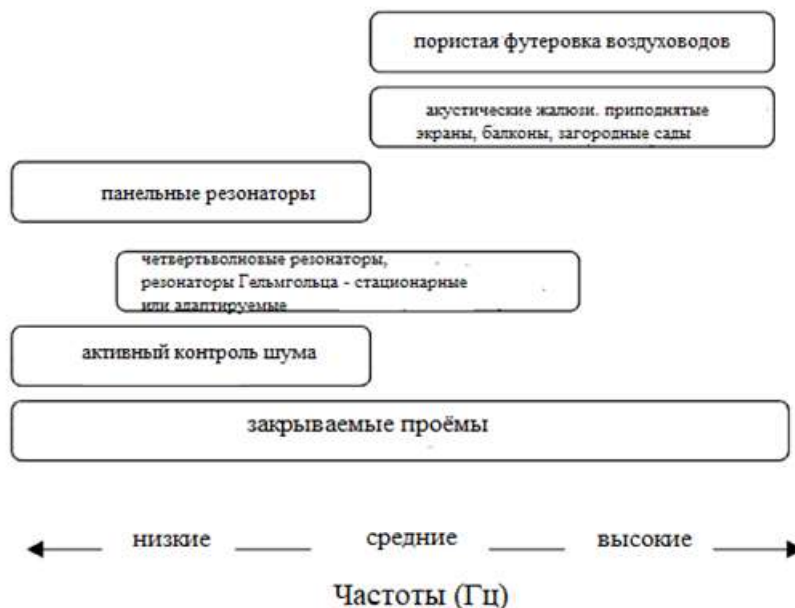 пористая футеровка воздуховодов
акустические жалюзи. приподнятые
экраны, балконы, загородные сады
панельные резонаторы
четвертьволновые резонаторы,
резонаторы Гельмгольца - стационарные
или адаптируемые
активный контроль шума
закрываемые проёмы
низкие средние высокие
Частоты (Гц)